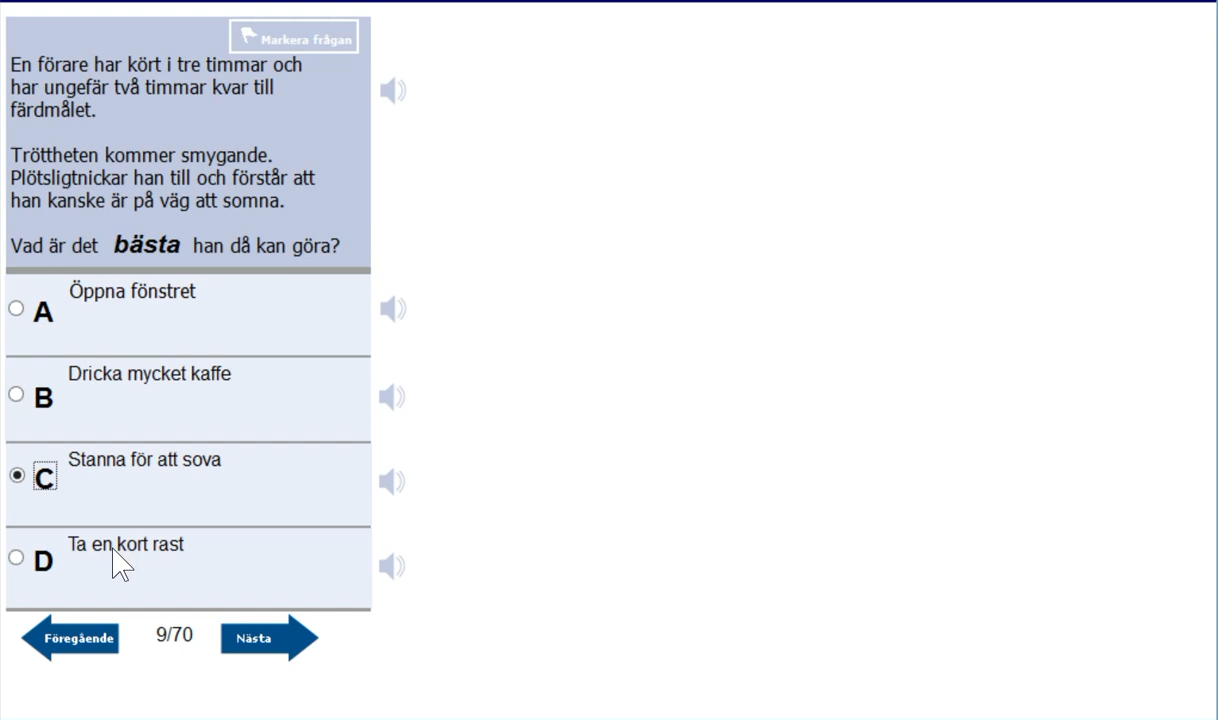 Markera frågan
En förare har kört i tre timmar och
har ungefär två timmar kvar till
färdmålet.
Tröttheten kommer smygande.
Plötsligtnickar han till och förstår att
han kanske är på väg att somna.
Vad är det bästa han då kan göra?
A Öppna fönstret
B Dricka mycket kaffe
C Stanna för att sova
D Ta en kort rast
Föregående 9/70 Nästa